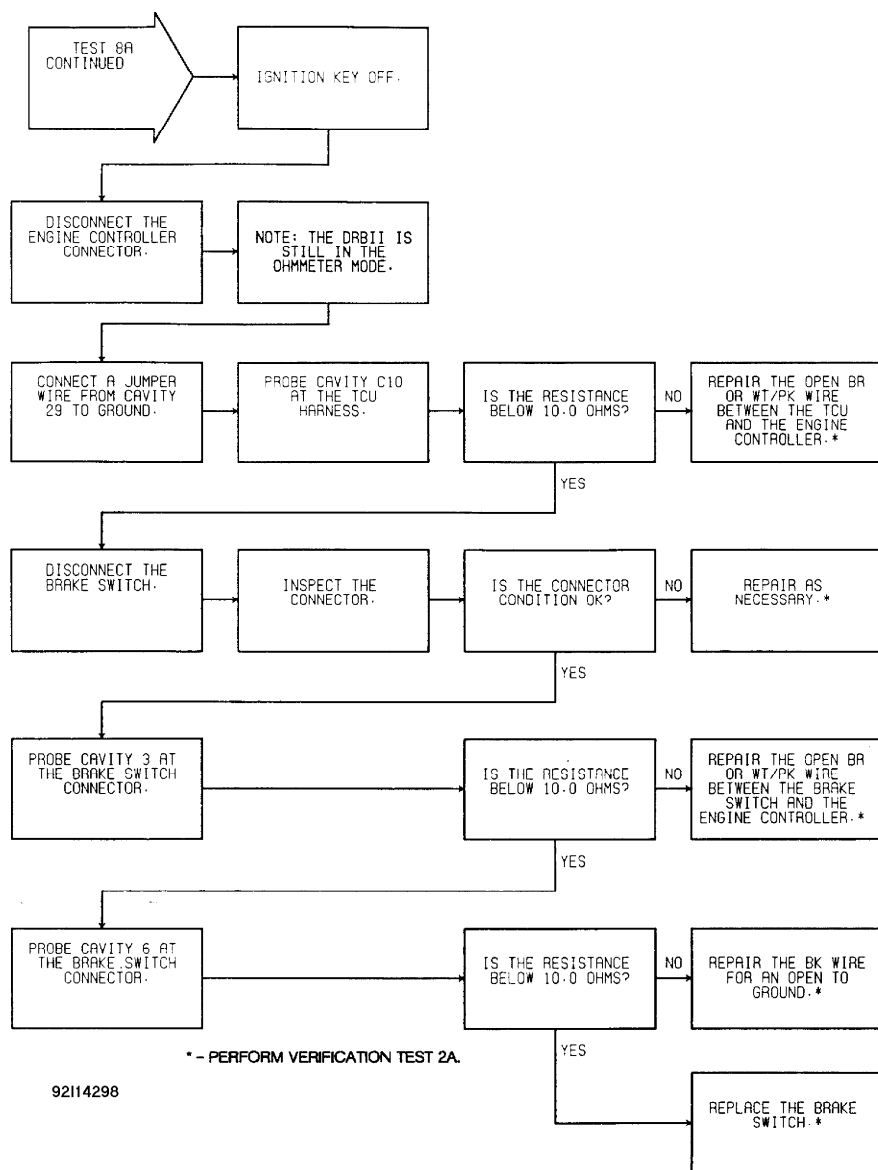 TEST 8A
CONTINUED
IGNITION KEY OFF.
DISCONNECT THE
ENGINE CONTROLLER
CONNECTOR.
NOTE: THE DRBII IS
STILL IN THE
OHMMETER MODE.
CONNECT A JUMPER
WIRE FROM CAVITY
29 TO GROUND.
PROBE CAVITY C10
AT THE TCU
HARNESS.
IS THE RESISTANCE
BELOW 10.0 OHMS?
NO
REPAIR THE OPEN BR
OR WT/PK WIRE
BETWEEN THE TCU
AND THE ENGINE
CONTROLLER.*
YES
DISCONNECT THE
BRAKE SWITCH.
INSPECT THE
CONNECTOR.
IS THE CONNECTOR
CONDITION OK?
NO
REPAIR AS
NECESSARY.*
YES
PROBE CAVITY 3 AT
THE BRAKE SWITCH
CONNECTOR.
IS THE RESISTANCE
BELOW 10.0 OHMS?
NO
REPAIR THE OPEN BR
OR WT/PK WIRE
BETWEEN THE BRAKE
SWITCH AND THE
ENGINE CONTROLLER.*
YES
PROBE CAVITY 6 AT
THE BRAKE SWITCH
CONNECTOR.
IS THE RESISTANCE
BELOW 10.0 OHMS?
NO
REPAIR THE BK WIRE
FOR AN OPEN TO
GROUND.*
YES
* - PERFORM VERIFICATION TEST 2A.
92I14298
REPLACE THE BRAKE
SWITCH.*